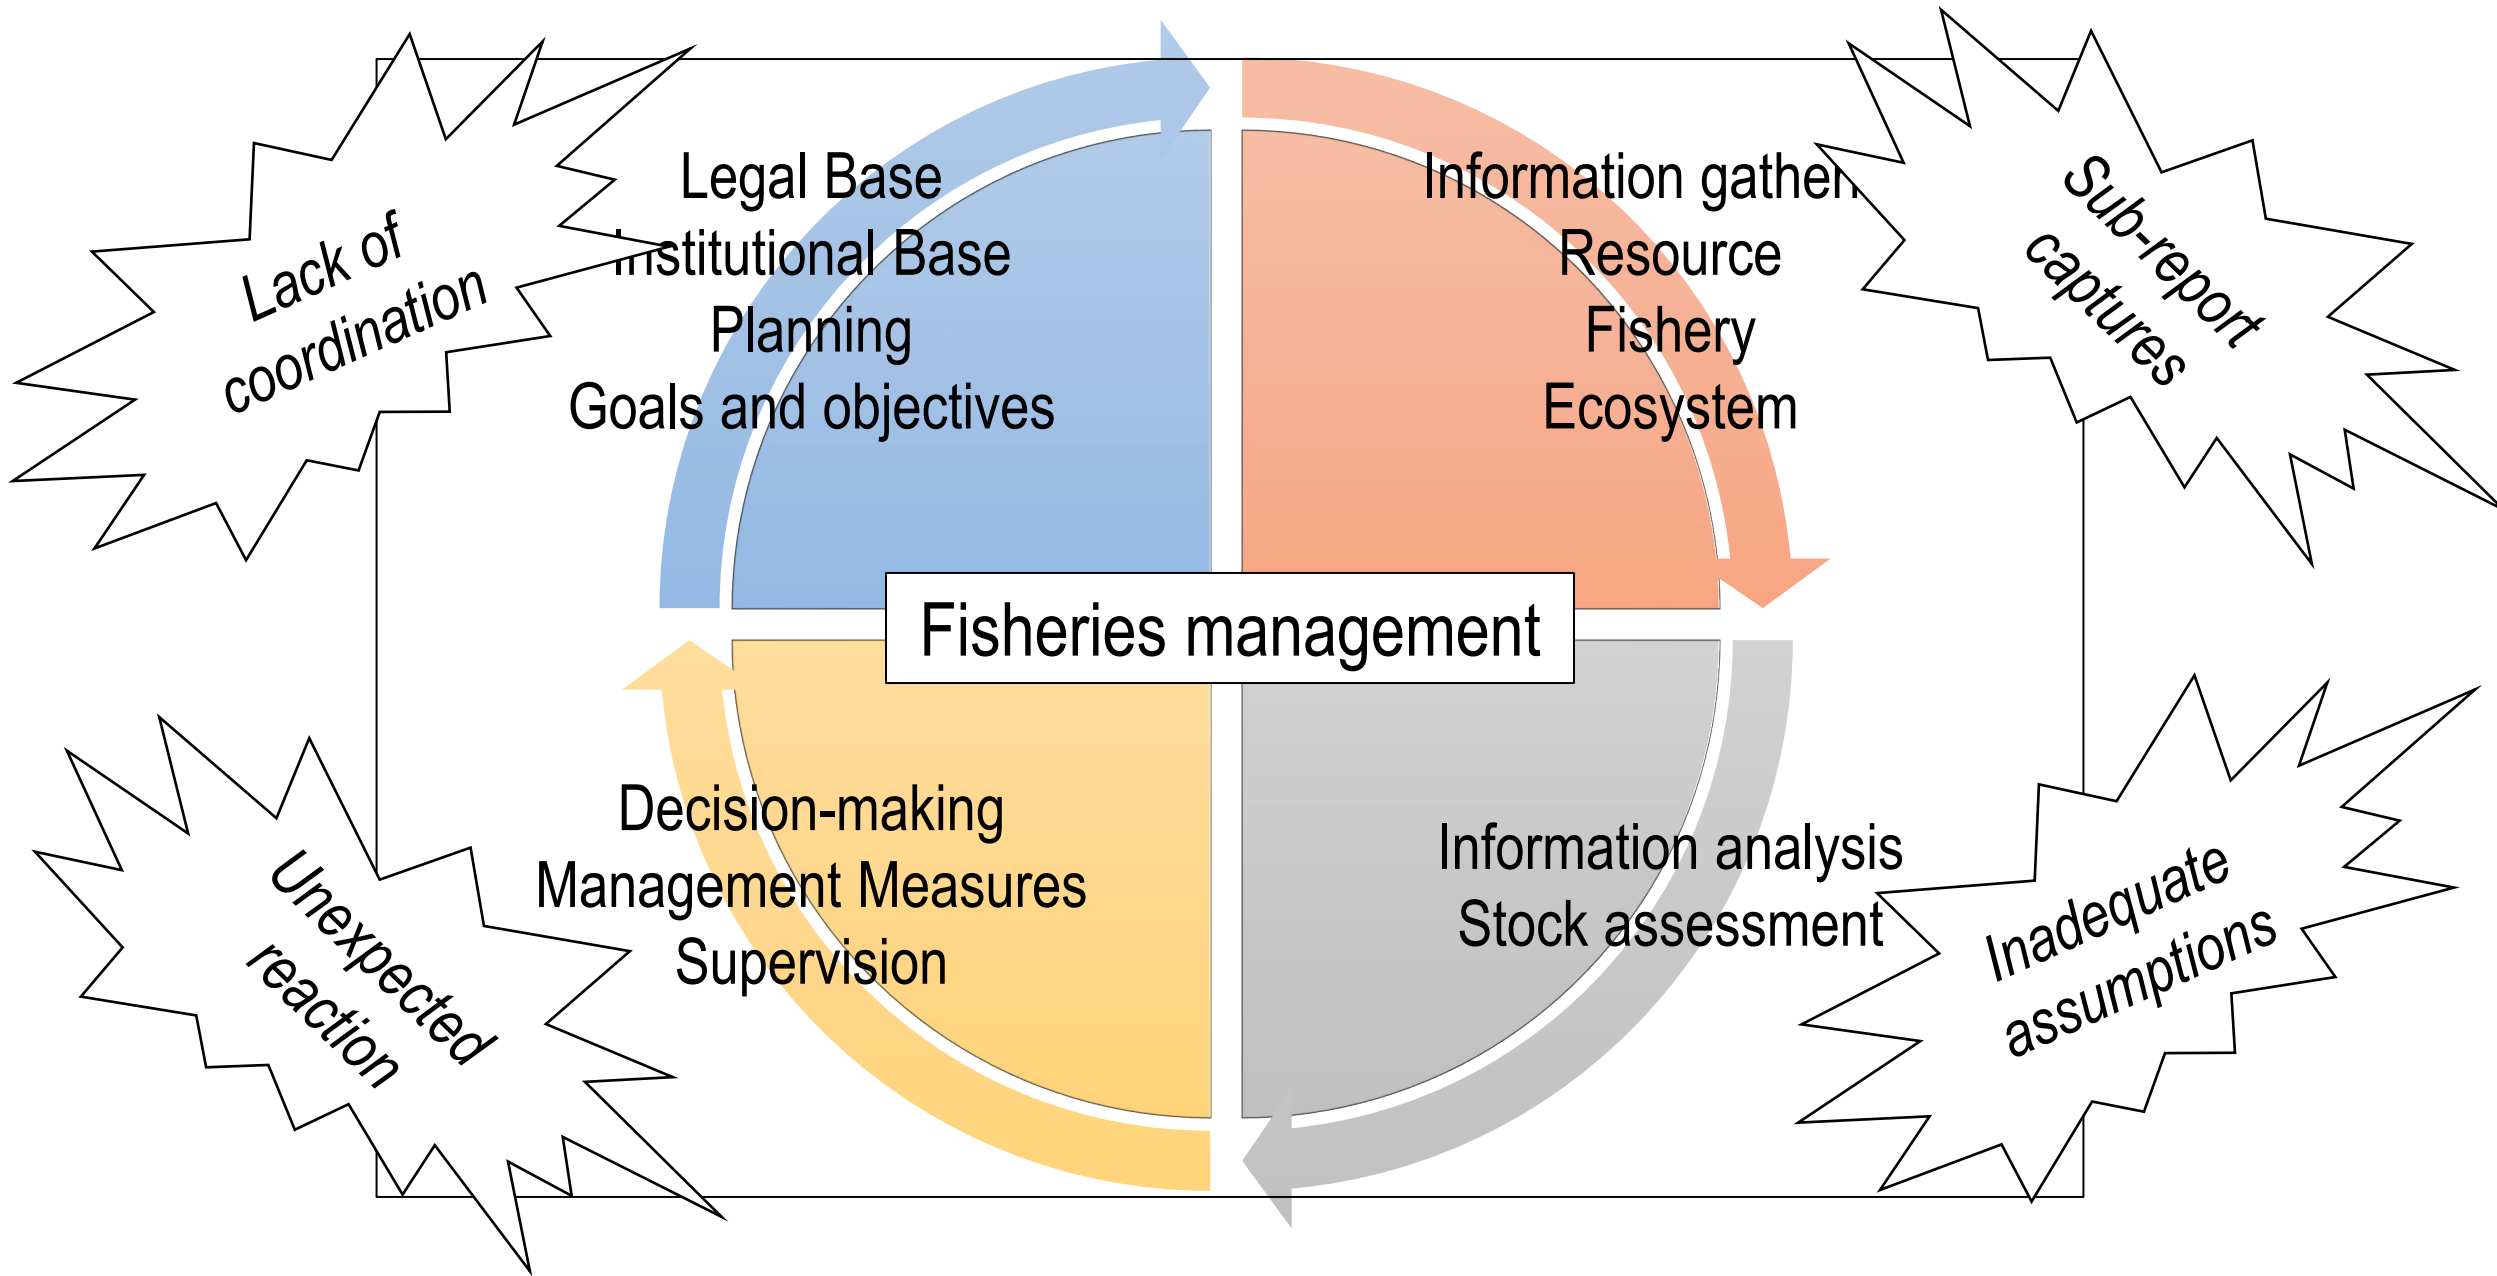 Lack of
coordination
Legal Base
Institutional Base
Planning
Goals and objectives
Information gatheri
Resource
Fishery
Ecosystem
Sub-report
captures
Fisheries management
Unexpected
reaction
Decision-making
Management Measures
Supervision
Information analysis
Stock assessment
Inadequate
assumptions